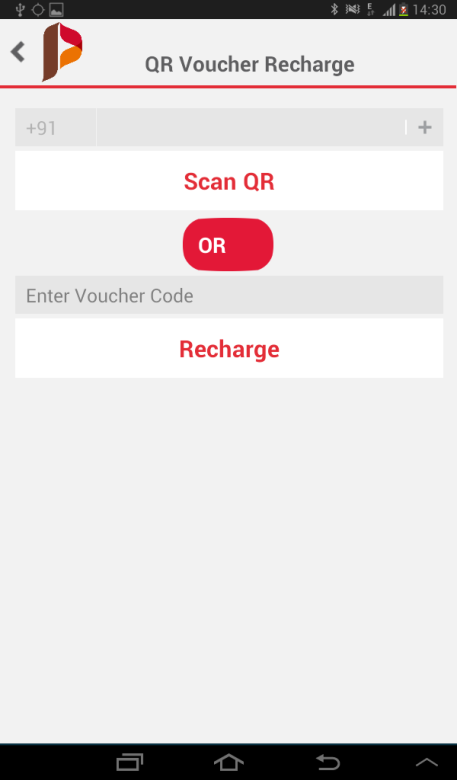 14:30
QR Voucher Recharge
+91
+
Scan QR
OR
Enter Voucher Code
Recharge